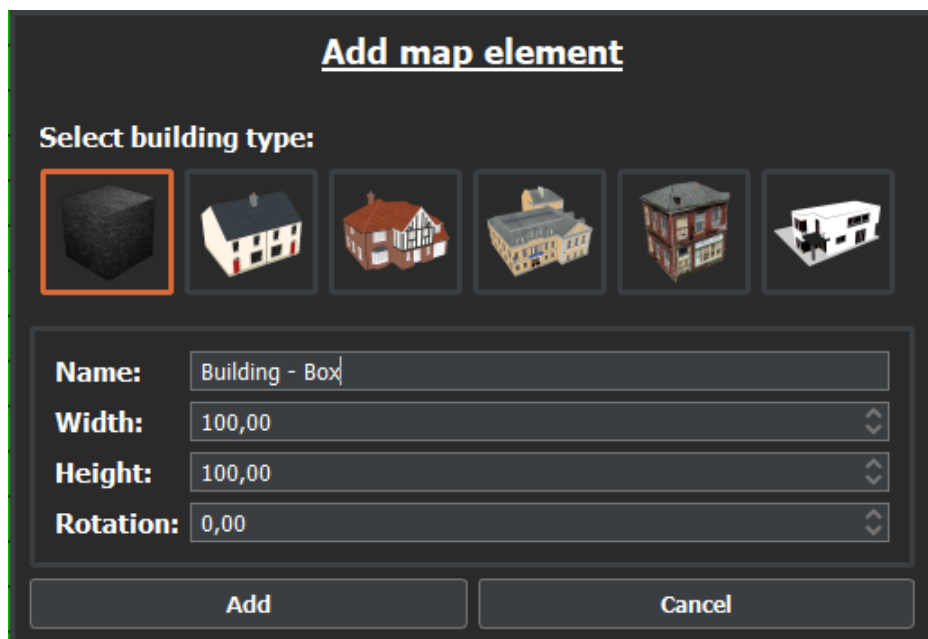 Add map element
Select building type:
Name: Building - Box
Width: 100,00
Height: 100,00
Rotation: 0,00
Add Cancel